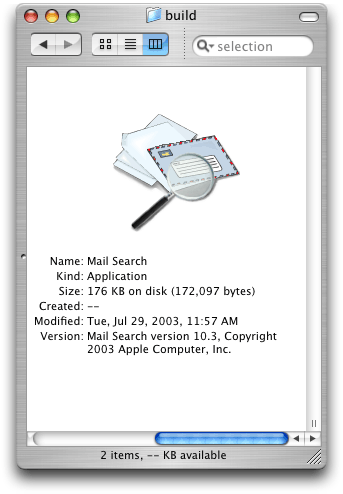 build
selection
Name: Mail Search
Kind: Application
Size: 176 KB on disk (172,097 bytes)
Created: --
Modified: Tue, Jul 29, 2003, 11:57 AM
Version: Mail Search version 10.3, Copyright
2003 Apple Computer, Inc.
2 items, -- KB available